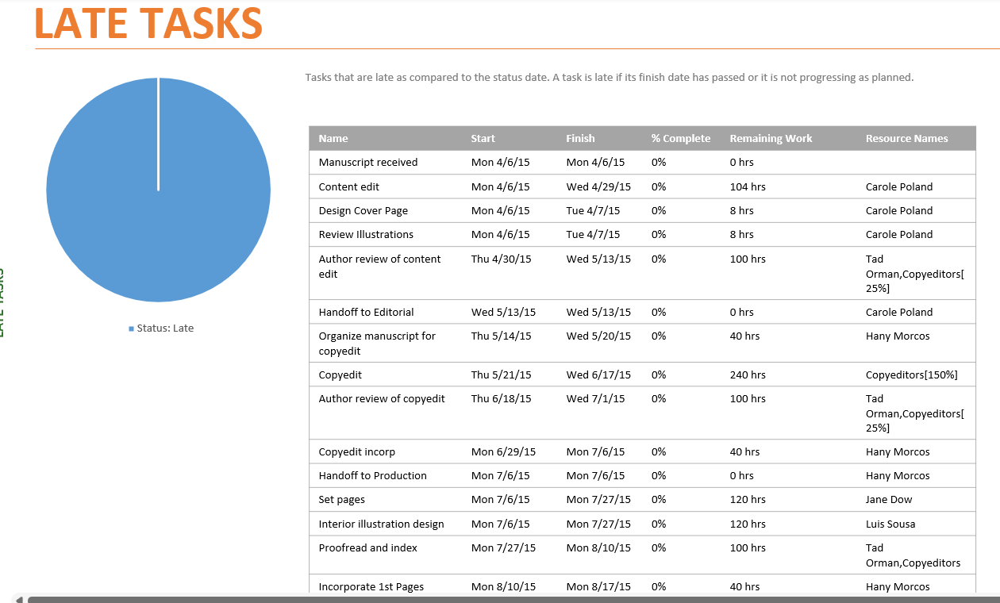 LATE TASKS
Tasks that are late as compared to the status date. A task is late if its finish date has passed or it is not progressing as planned.
LATE TASKS
Status: Late
Name Start Finish % Complete Remaining Work Resource Names
Manuscript received Mon 4/6/15 Mon 4/6/15 0% 0 hrs
Content edit Mon 4/6/15 Wed 4/29/15 0% 104 hrs Carole Poland
Design Cover Page Mon 4/6/15 Tue 4/7/15 0% 8 hrs Carole Poland
Review Illustrations Mon 4/6/15 Tue 4/7/15 0% 8 hrs Carole Poland
Author review of content Thu 4/30/15 Wed 5/13/15 0% 100 hrs Tad
edit Orman,Copyeditors[
25%]
Handoff to Editorial Wed 5/13/15 Wed 5/13/15 0% 0 hrs Carole Poland
Organize manuscript for Thu 5/14/15 Wed 5/20/15 0% 40 hrs Hany Morcos
copyedit
Copyedit Thu 5/21/15 Wed 6/17/15 0% 240 hrs Copyeditors[150%]
Author review of copyedit Thu 6/18/15 Wed 7/1/15 0% 100 hrs Tad
Orman,Copyeditors[
25%]
Copyedit incorp Mon 6/29/15 Mon 7/6/15 0% 40 hrs Hany Morcos
Handoff to Production Mon 7/6/15 Mon 7/6/15 0% 0 hrs Hany Morcos
Set pages Mon 7/6/15 Mon 7/27/15 0% 120 hrs Jane Dow
Interior illustration design Mon 7/6/15 Mon 7/27/15 0% 120 hrs Luis Sousa
Proofread and index Mon 7/27/15 Mon 8/10/15 0% 100 hrs Tad
Orman,Copyeditors
Incorporate 1st Pages Mon 8/10/15 Mon 8/17/15 0% 40 hrs Hany Morcos